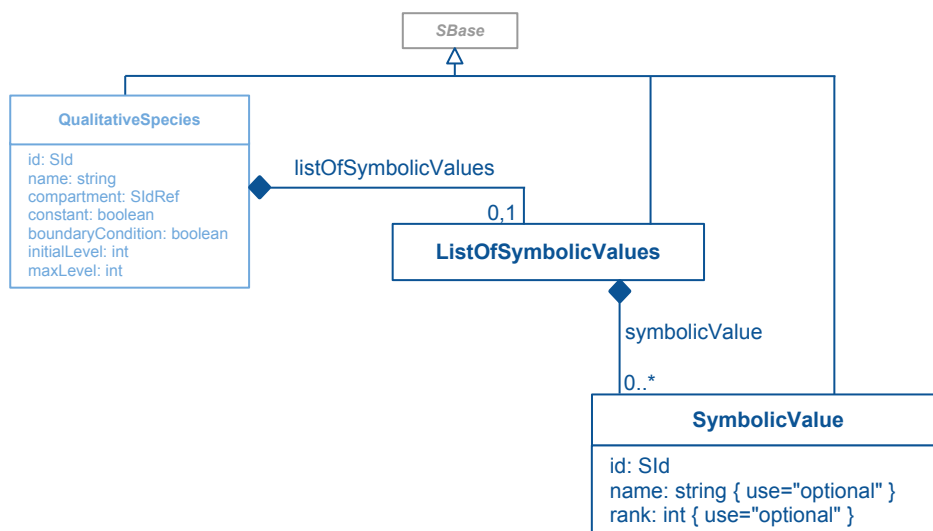 SBase
QualitativeSpecies
id: SId
name: string
compartment: SIdRef
constant: boolean
boundaryCondition: boolean
initialLevel: int
maxLevel: int
listOfSymbolicValues
0,1
ListOfSymbolicValues
symbolicValue
0..*
SymbolicValue
id: SId
name: string { use="optional" }
rank: int { use="optional" }